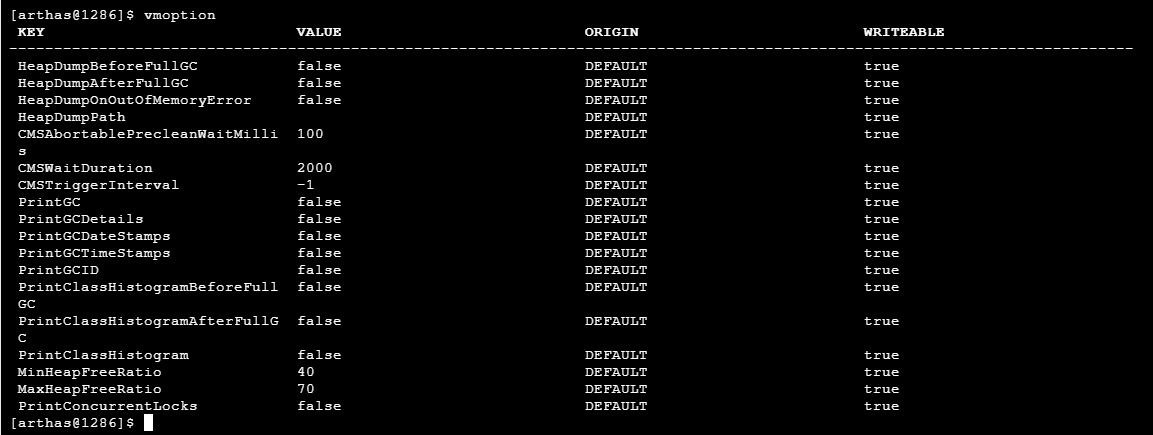 [arthas@1286]$ vmoption
KEY VALUE ORIGIN WRITEABLE
HeapDumpBeforeFullGC false DEFAULT true
HeapDumpAfterFullGC false DEFAULT true
HeapDumpOnOutOfMemoryError false DEFAULT true
HeapDumpPath DEFAULT true
CMSAbortablePrecleanWaitMilli 100 DEFAULT true
s
CMSWaitDuration 2000 DEFAULT true
CMSTriggerInterval -1 DEFAULT true
PrintGC false DEFAULT true
PrintGCDetails false DEFAULT true
PrintGCDateStamps false DEFAULT true
PrintGCTimeStamps false DEFAULT true
PrintGCID false DEFAULT true
PrintClassHistogramBeforeFull false DEFAULT true
GC
PrintClassHistogramAfterFullG false DEFAULT true
C
PrintClassHistogram false DEFAULT true
MinHeapFreeRatio 40 DEFAULT true
MaxHeapFreeRatio 70 DEFAULT true
PrintConcurrentLocks false DEFAULT true
[arthas@1286]$